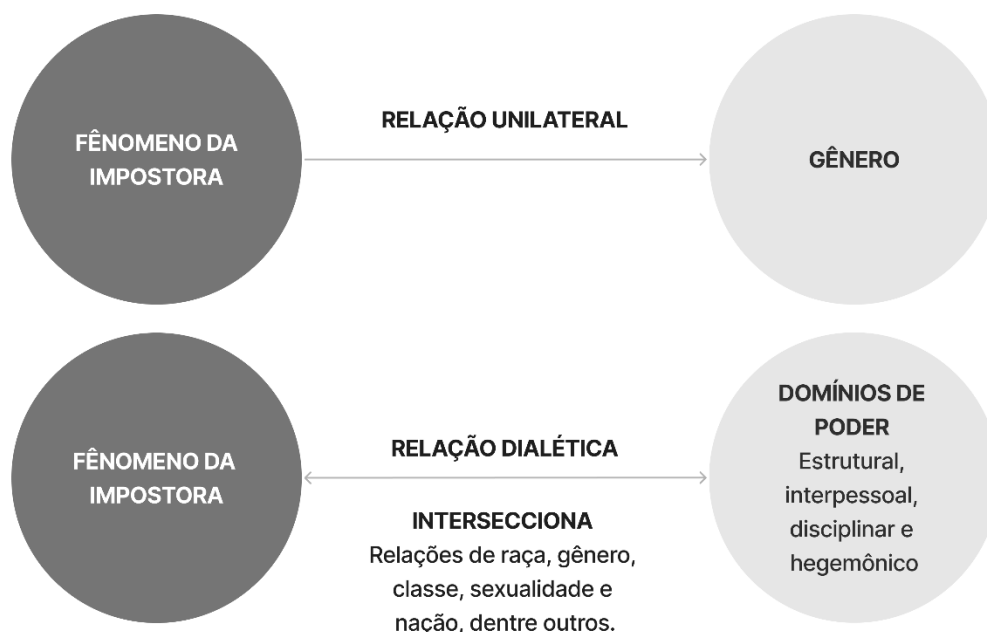 FÊNOMENO DA
IMPOSTORA
RELAÇÃO UNILATERAL
GÊNERO
FÊNOMENO DA
IMPOSTORA
RELAÇÃO DIALÉTICA
INTERSECCIONA
Relações de raça, gênero,
classe, sexualidade e
nação, dentre outros.
DOMÍNIOS DE
PODER
Estrutural,
interpessoal,
disciplinar e
hegemônico